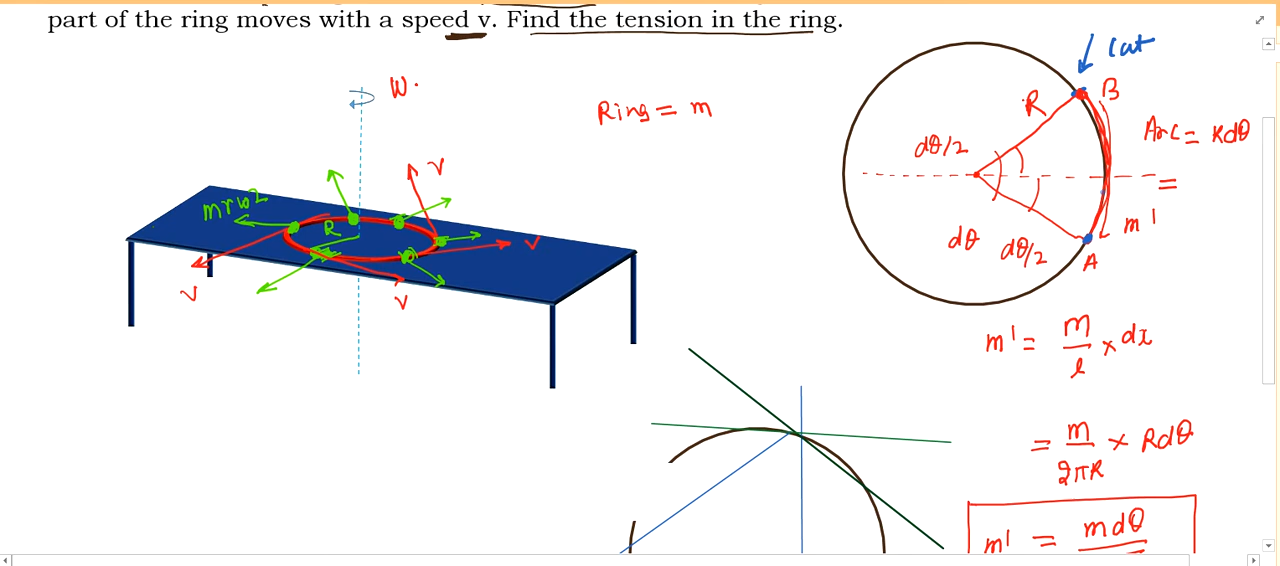 part of the ring moves with a speed v. Find the tension in the ring.
W.
Ring = m
cut
B
R
Arc = Rdθ
dθ/2
=
V
mrω2
R
V
m'
dθ
dθ/2
A
V
V
m' = m/l × dx
= m/2πR × Rdθ
m' = mdθ